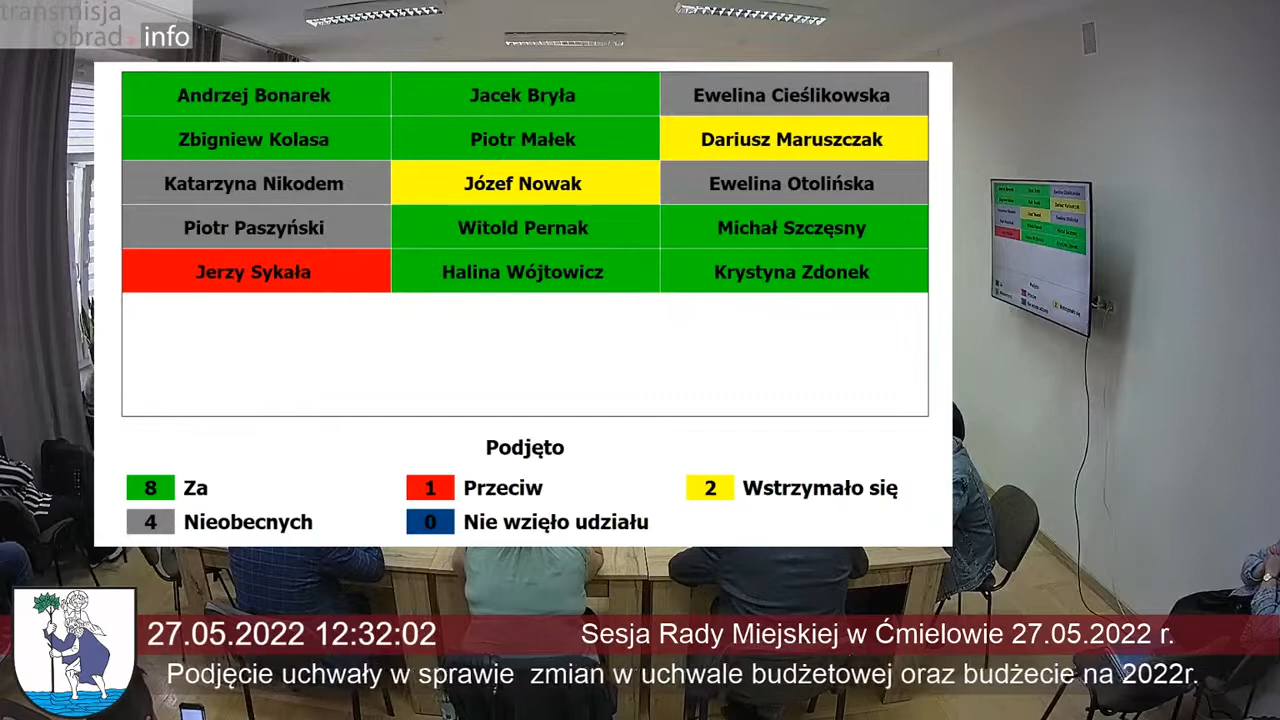 transmisja
obrad.info
Andrzej Bonarek Jacek Bryła Ewelina Cieślikowska
Zbigniew Kolasa Piotr Małek Dariusz Maruszczak
Katarzyna Nikodem Józef Nowak Ewelina Otolińska
Piotr Paszyński Witold Pernak Michał Szczęsny
Jerzy Sykała Halina Wójtowicz Krystyna Zdonek
Podjęto
8 Za 1 Przeciw 2 Wstrzymało się
4 Nieobecnych 0 Nie wzięło udziału
27.05.2022 12:32:02 Sesja Rady Miejskiej w Ćmielowie 27.05.2022 r.
Podjęcie uchwały w sprawie zmian w uchwale budżetowej oraz budżecie na 2022r.